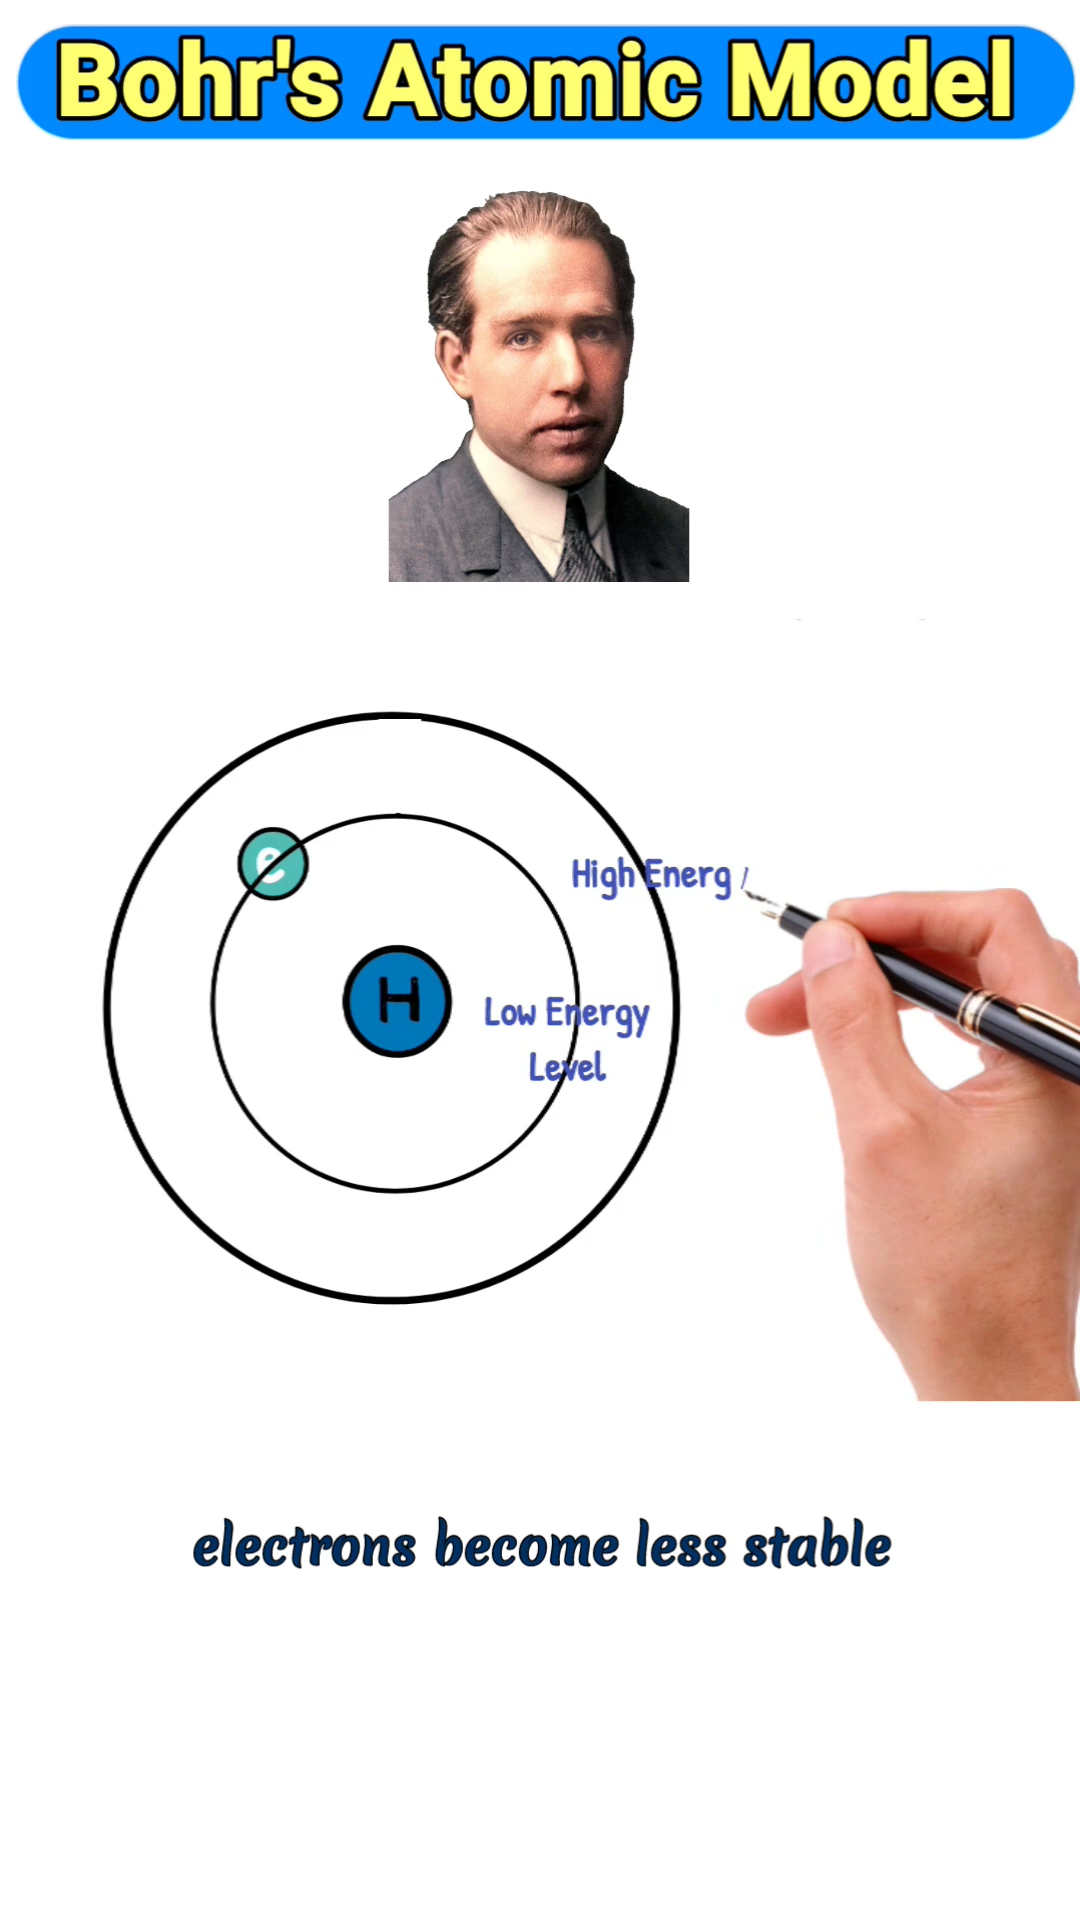 Bohr's Atomic Model
e
High Energ
H
Low Energy
Level
electrons become less stable